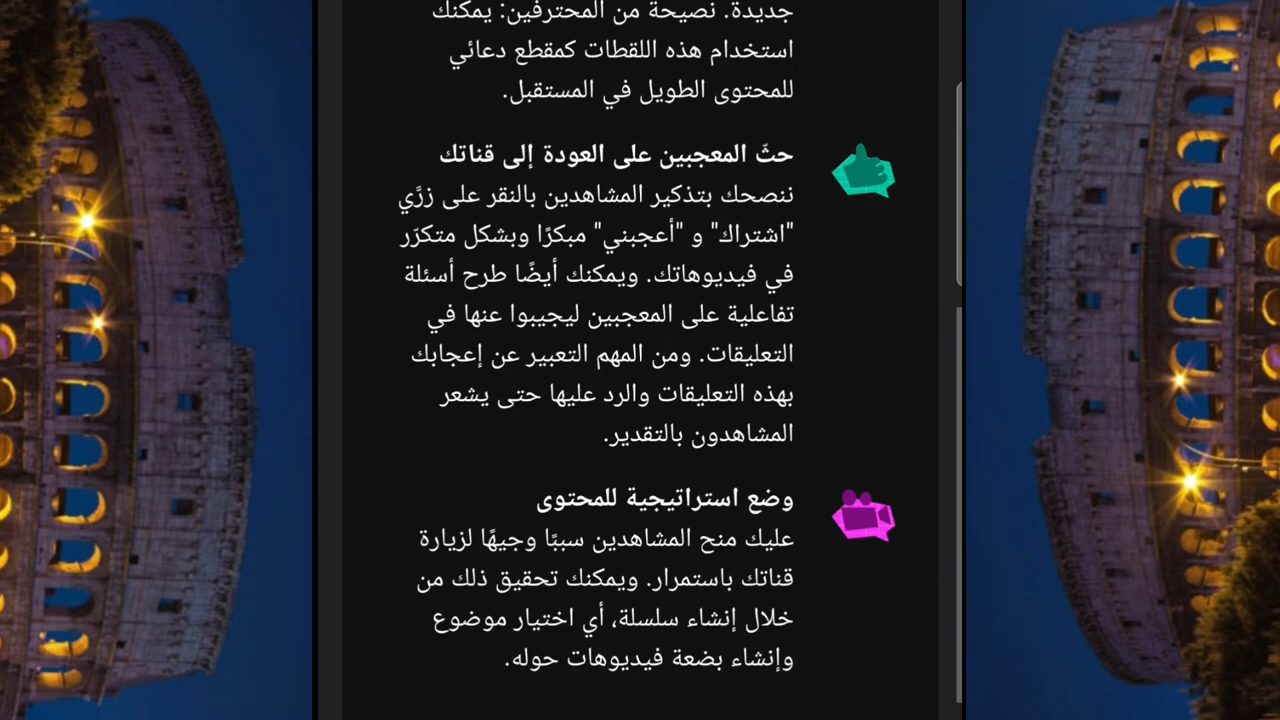 جديدة. نصيحة من المحترفين: يمكنك
استخدام هذه اللقطات كمقطع دعائي
للمحتوى الطويل في المستقبل.
حثّ المعجبين على العودة إلى قناتك
ننصحك بتذكير المشاهدين بالنقر على زرَّي
"اشتراك" و "أعجبني" مبكرًا وبشكل متكرّر
في فيديوهاتك. ويمكنك أيضًا طرح أسئلة
تفاعلية على المعجبين ليجيبوا عنها في
التعليقات. ومن المهم التعبير عن إعجابك
بهذه التعليقات والرد عليها حتى يشعر
المشاهدون بالتقدير.
وضع استراتيجية للمحتوى
عليك منح المشاهدين سببًا وجيهًا لزيارة
قناتك باستمرار. ويمكنك تحقيق ذلك من
خلال إنشاء سلسلة، أي اختيار موضوع
وإنشاء بضعة فيديوهات حوله.